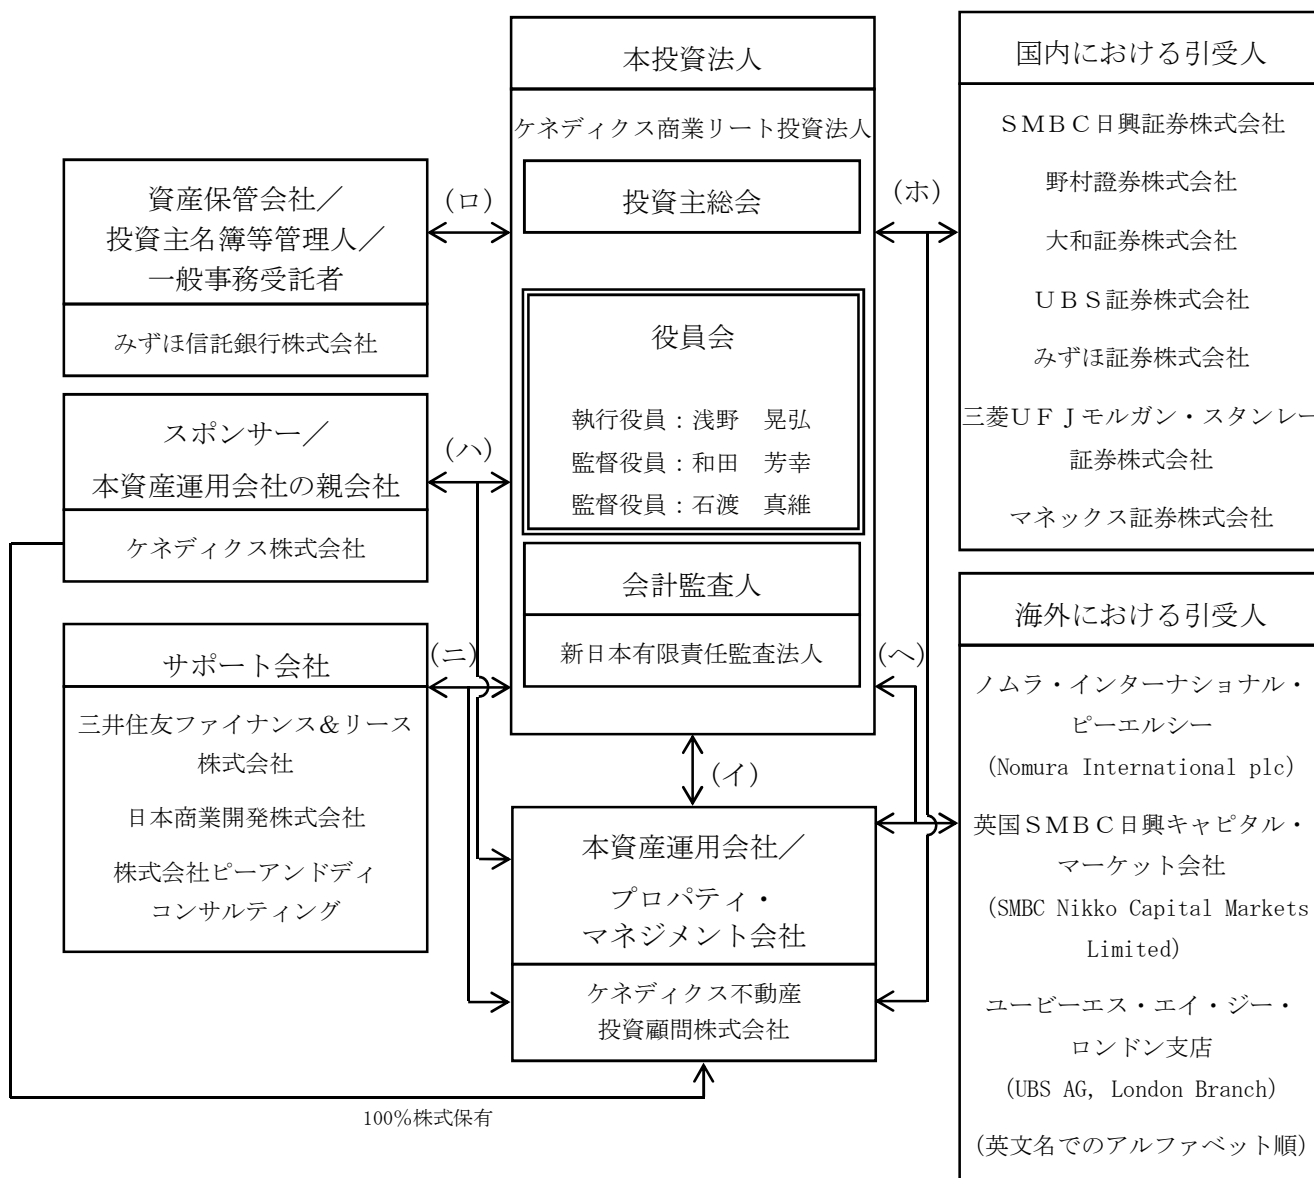 本投資法人
ケネディクス商業リート投資法人
投資主総会
役員会
執行役員：浅野　晃弘
監督役員：和田　芳幸
監督役員：石渡　真維
会計監査人
新日本有限責任監査法人
資産保管会社／
投資主名簿等管理人／
一般事務受託者
みずほ信託銀行株式会社
(ロ)
スポンサー／
本資産運用会社の親会社
ケネディクス株式会社
(ハ)
サポート会社
三井住友ファイナンス＆リース
株式会社
日本商業開発株式会社
株式会社ピーアンドディ
コンサルティング
(ニ)
(イ)
本資産運用会社／
プロパティ・
マネジメント会社
ケネディクス不動産
投資顧問株式会社
100％株式保有
(ホ)
(ヘ)
国内における引受人
ＳＭＢＣ日興証券株式会社
野村證券株式会社
大和証券株式会社
ＵＢＳ証券株式会社
みずほ証券株式会社
三菱ＵＦＪモルガン・スタンレー
証券株式会社
マネックス証券株式会社
海外における引受人
ノムラ・インターナショナル・
ピーエルシー
(Nomura International plc)
英国ＳＭＢＣ日興キャピタル・
マーケット会社
(SMBC Nikko Capital Markets
Limited)
ユービーエス・エイ・ジー・
ロンドン支店
(UBS AG, London Branch)
(英文名でのアルファベット順)